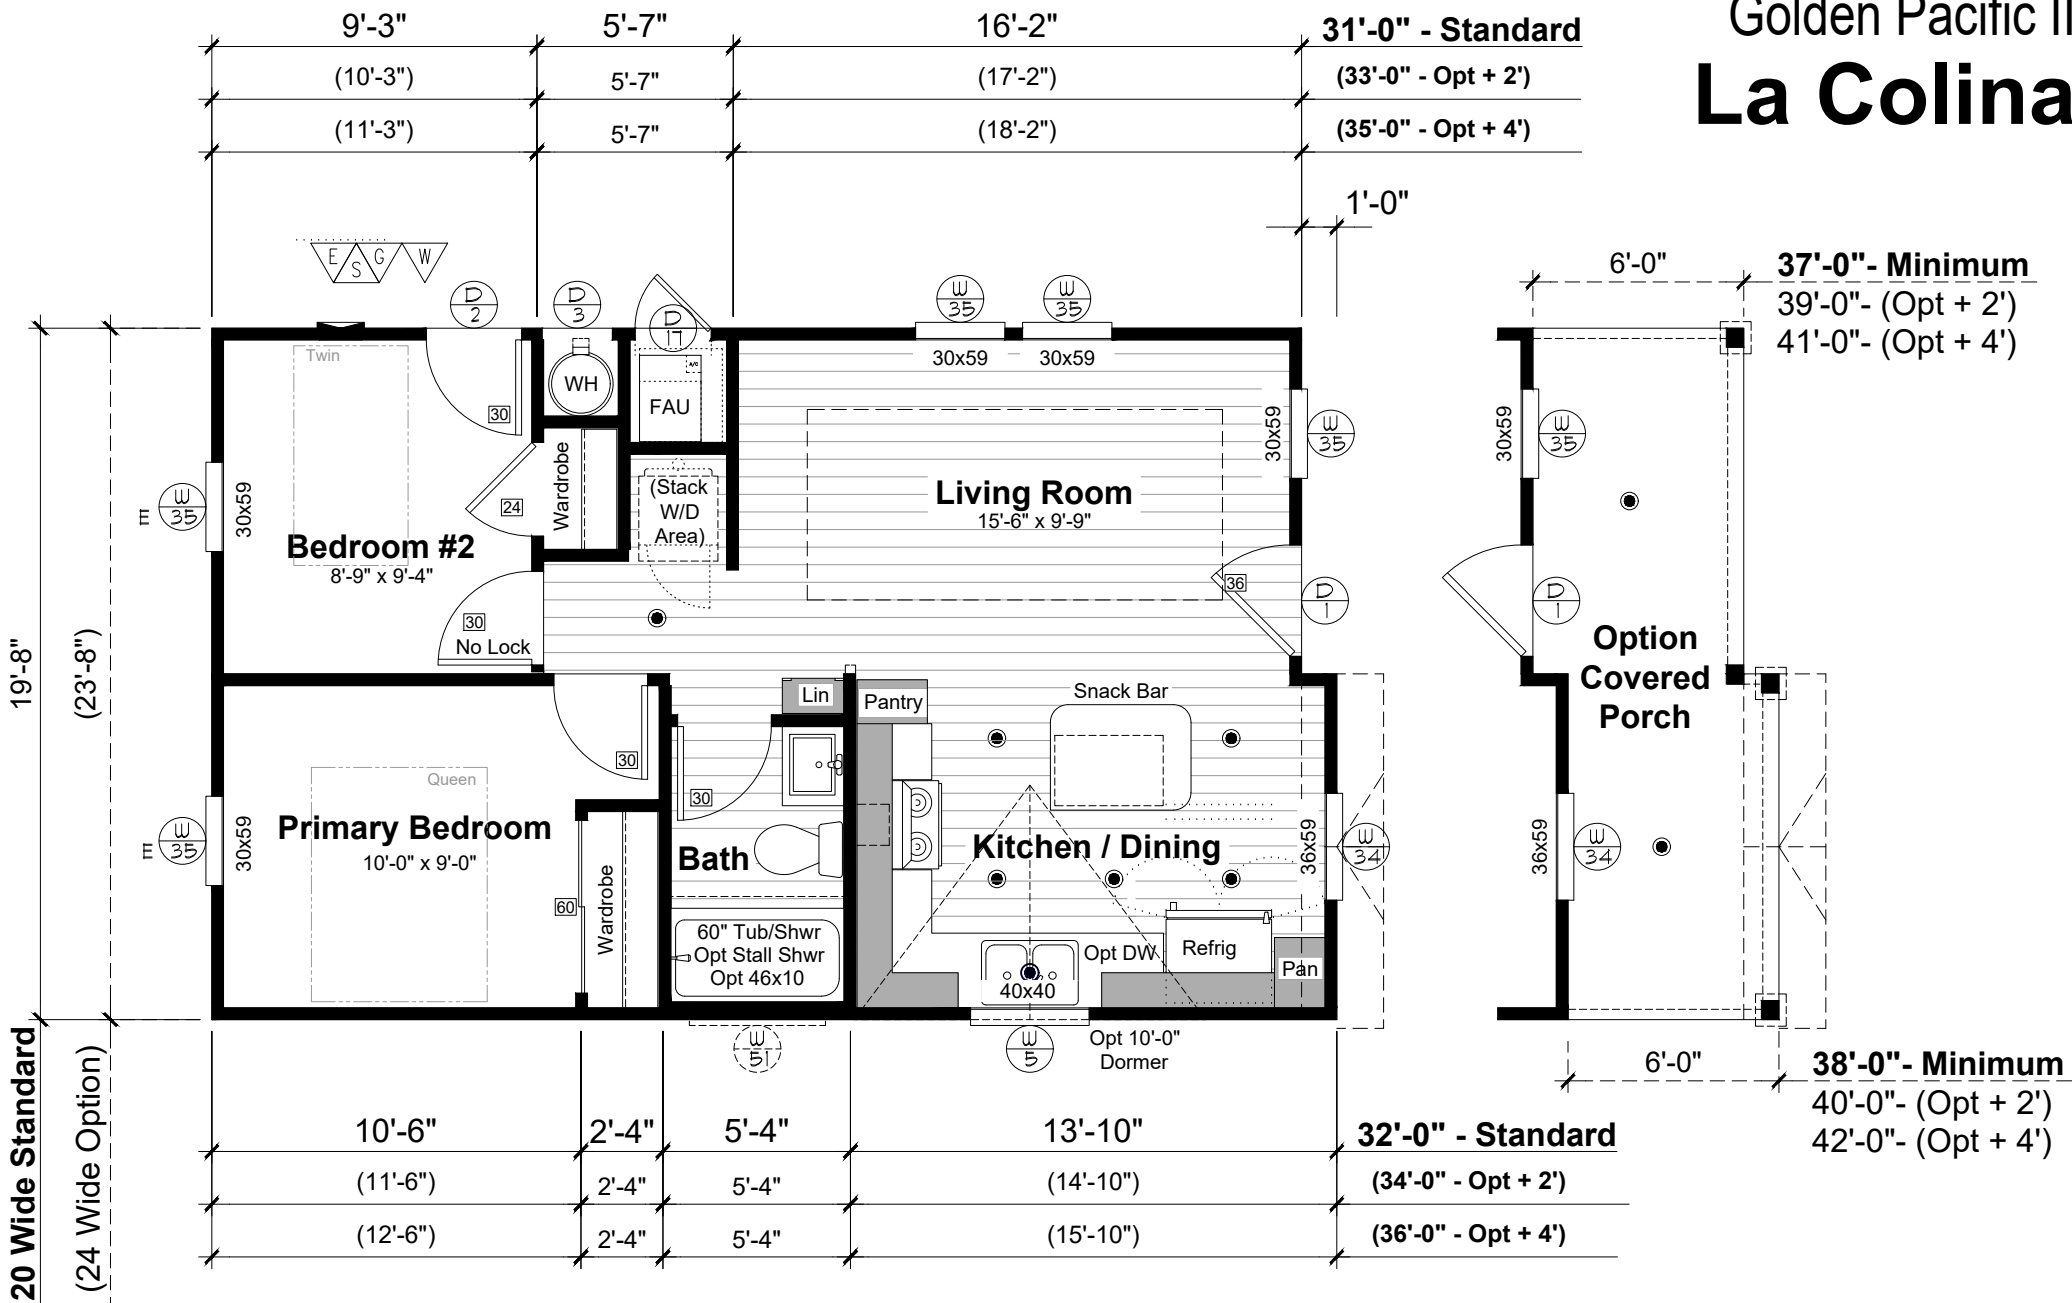 Golden Pacific II
La Colina
9'-3" 5'-7" 16'-2" 31'-0" - Standard
(10'-3") 5'-7" (17'-2") (33'-0" - Opt + 2')
(11'-3") 5'-7" (18'-2") (35'-0" - Opt + 4')
1'-0"
E S G W
6'-0" 37'-0"- Minimum
39'-0"- (Opt + 2')
41'-0"- (Opt + 4')
D 2
D 3
D 17
W 35
W 35
30x59 30x59
Twin
WH
FAU
30
24
Wardrobe
(Stack
W/D
Area)
Living Room
15'-6" x 9'-9"
30x59
W 35
30x59
W 35
E
W 35
30x59
Bedroom #2
8'-9" x 9'-4"
30
No Lock
36
D 1
D 1
Option
Covered
Porch
19'-8"
(23'-8")
Lin
Pantry
Snack Bar
Queen
30
30
Primary Bedroom
10'-0" x 9'-0"
E
W 35
30x59
60
Wardrobe
Bath
60" Tub/Shwr
Opt Stall Shwr
Opt 46x10
Kitchen / Dining
36x59
W 34
36x59
W 34
Opt DW
Refrig
Pan
40x40
W 51
W 5
Opt 10'-0"
Dormer
6'-0" 38'-0"- Minimum
40'-0"- (Opt + 2')
42'-0"- (Opt + 4')
20 Wide Standard
(24 Wide Option)
10'-6" 2'-4" 5'-4" 13'-10" 32'-0" - Standard
(11'-6") 2'-4" 5'-4" (14'-10") (34'-0" - Opt + 2')
(12'-6") 2'-4" 5'-4" (15'-10") (36'-0" - Opt + 4')